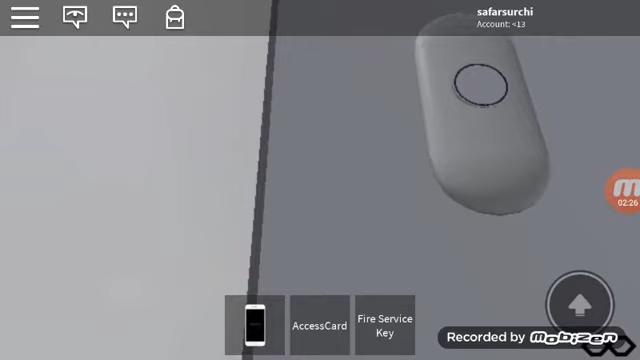 safarsurchi
Account: <13
02:26
AccessCard
Fire Service
Key
Recorded by Mobizen